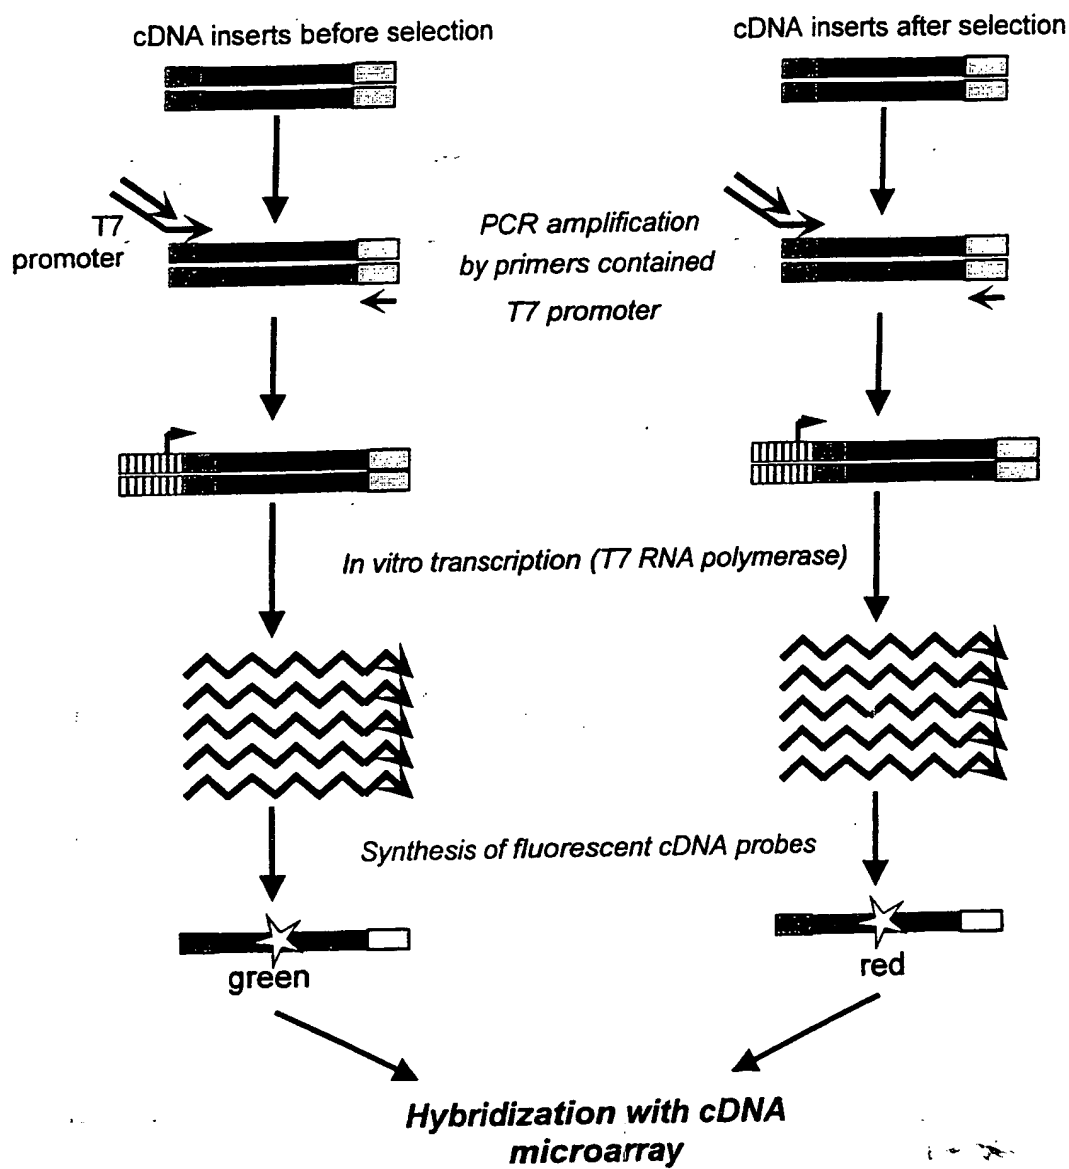 cDNA inserts before selection
cDNA inserts after selection
T7
promoter
PCR amplification
by primers contained
T7 promoter
In vitro transcription (T7 RNA polymerase)
Synthesis of fluorescent cDNA probes
green
red
Hybridization with cDNA
microarray